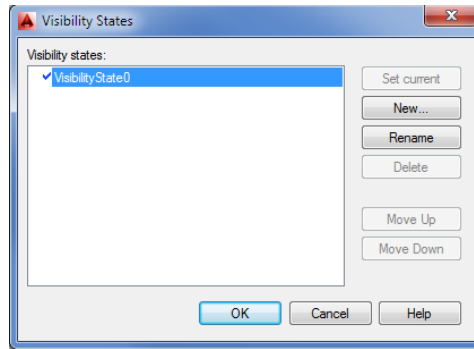 Visibility States
Visibility states:
VisibilityState0
Set current
New...
Rename
Delete
Move Up
Move Down
OK
Cancel
Help